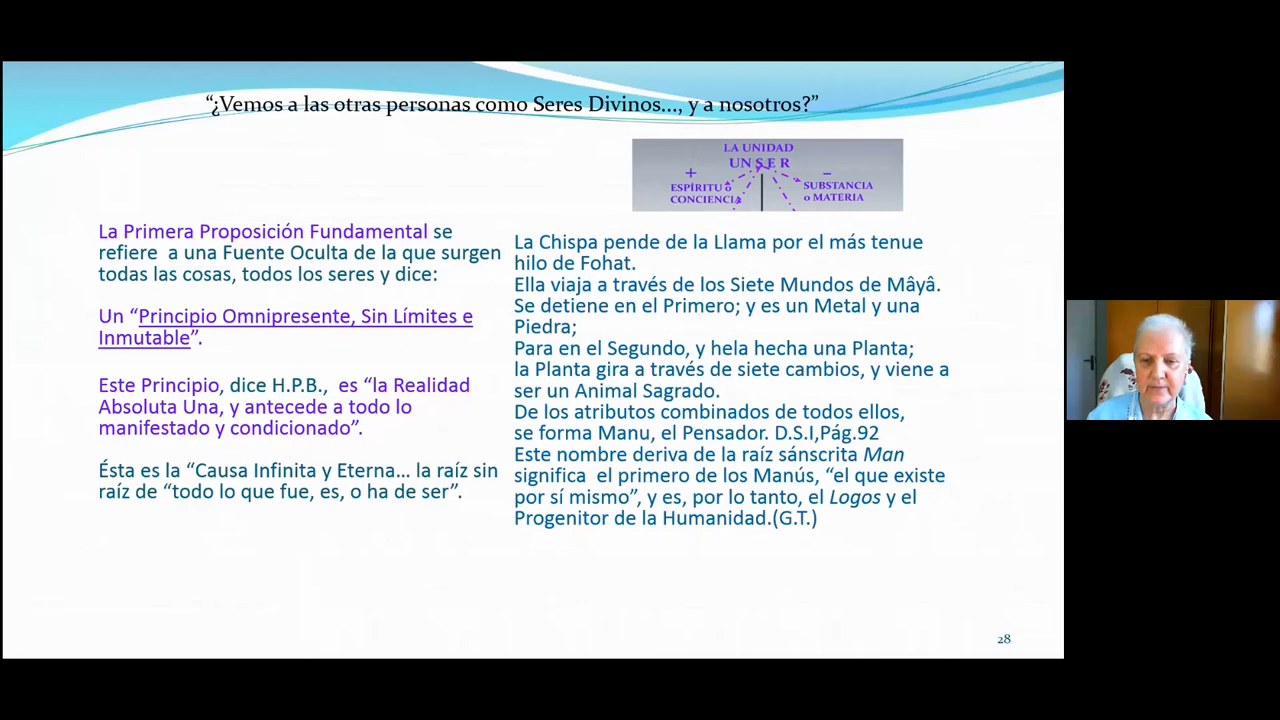 “¿Vemos a las otras personas como Seres Divinos..., y a nosotros?”
LA UNIDAD
UN S E R
+
–
ESPÍRITU o
CONCIENCIA
SUBSTANCIA
o MATERIA
La Primera Proposición Fundamental se
refiere a una Fuente Oculta de la que surgen
todas las cosas, todos los seres y dice:
Un “Principio Omnipresente, Sin Límites e
Inmutable”.
Este Principio, dice H.P.B., es “la Realidad
Absoluta Una, y antecede a todo lo
manifestado y condicionado”.
Ésta es la “Causa Infinita y Eterna... la raíz sin
raíz de “todo lo que fue, es, o ha de ser”.
La Chispa pende de la Llama por el más tenue
hilo de Fohat.
Ella viaja a través de los Siete Mundos de Mâyâ.
Se detiene en el Primero; y es un Metal y una
Piedra;
Para en el Segundo, y hela hecha una Planta;
la Planta gira a través de siete cambios, y viene a
ser un Animal Sagrado.
De los atributos combinados de todos ellos,
se forma Manu, el Pensador. D.S.I,Pág.92
Este nombre deriva de la raíz sánscrita Man
significa el primero de los Manús, “el que existe
por sí mismo”, y es, por lo tanto, el Logos y el
Progenitor de la Humanidad.(G.T.)
28